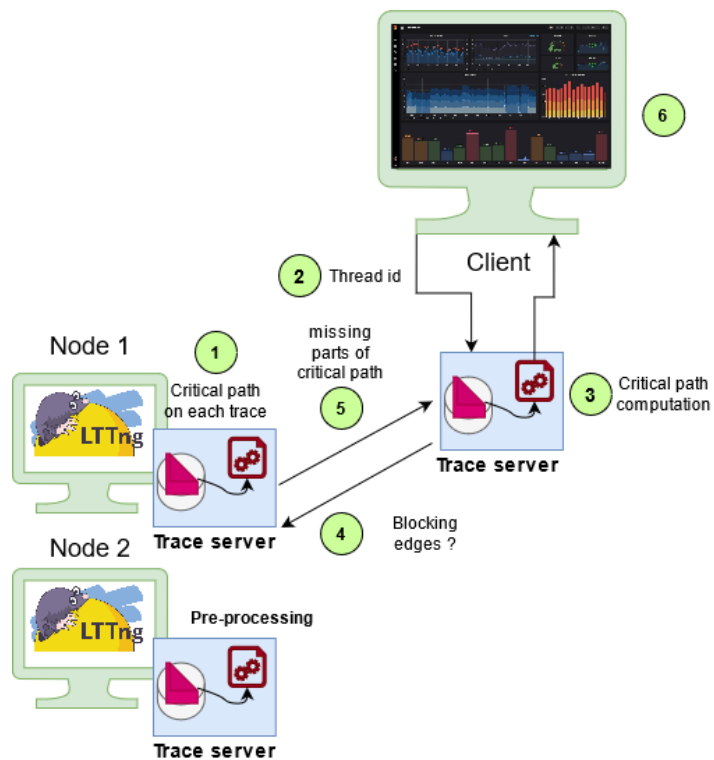 6
2
Thread id
Client
Node 1
1
missing
parts of
critical path
Critical path
on each trace
5
3
Critical path
computation
LTTng
Trace server
Trace server
4
Blocking
edges ?
Node 2
LTTng
Pre-processing
Trace server